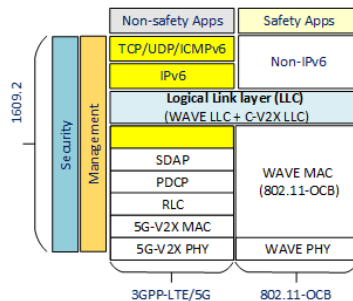 Non-safety Apps
Safety Apps
TCP/UDP/ICMPv6
IPv6
Non-IPv6
Logical Link layer (LLC)
(WAVE LLC + C-V2X LLC)
SDAP
PDCP
RLC
5G-V2X MAC
5G-V2X PHY
WAVE MAC
(802.11-OCB)
WAVE PHY
1609.2
Security
Management
3GPP-LTE/5G
802.11-OCB